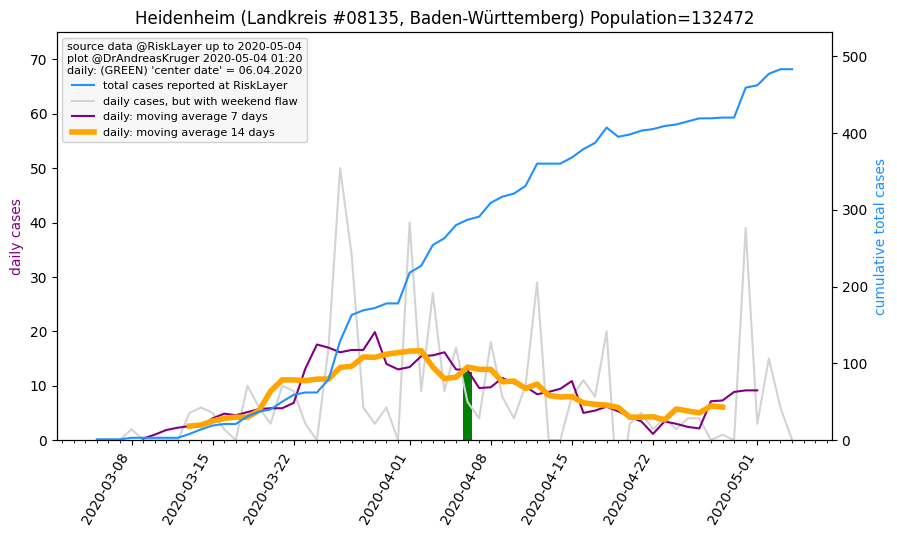 Heidenheim (Landkreis #08135, Baden-Württemberg) Population=132472
source data @RiskLayer up to 2020-05-04
plot @DrAndreasKruger 2020-05-04 01:20
daily: (GREEN) 'center date' = 06.04.2020
total cases reported at RiskLayer
daily cases, but with weekend flaw
daily: moving average 7 days
daily: moving average 14 days
daily cases
70
60
50
40
30
20
10
0
cumulative total cases
500
400
300
200
100
0
2020-03-08
2020-03-15
2020-03-22
2020-04-01
2020-04-08
2020-04-15
2020-04-22
2020-05-01